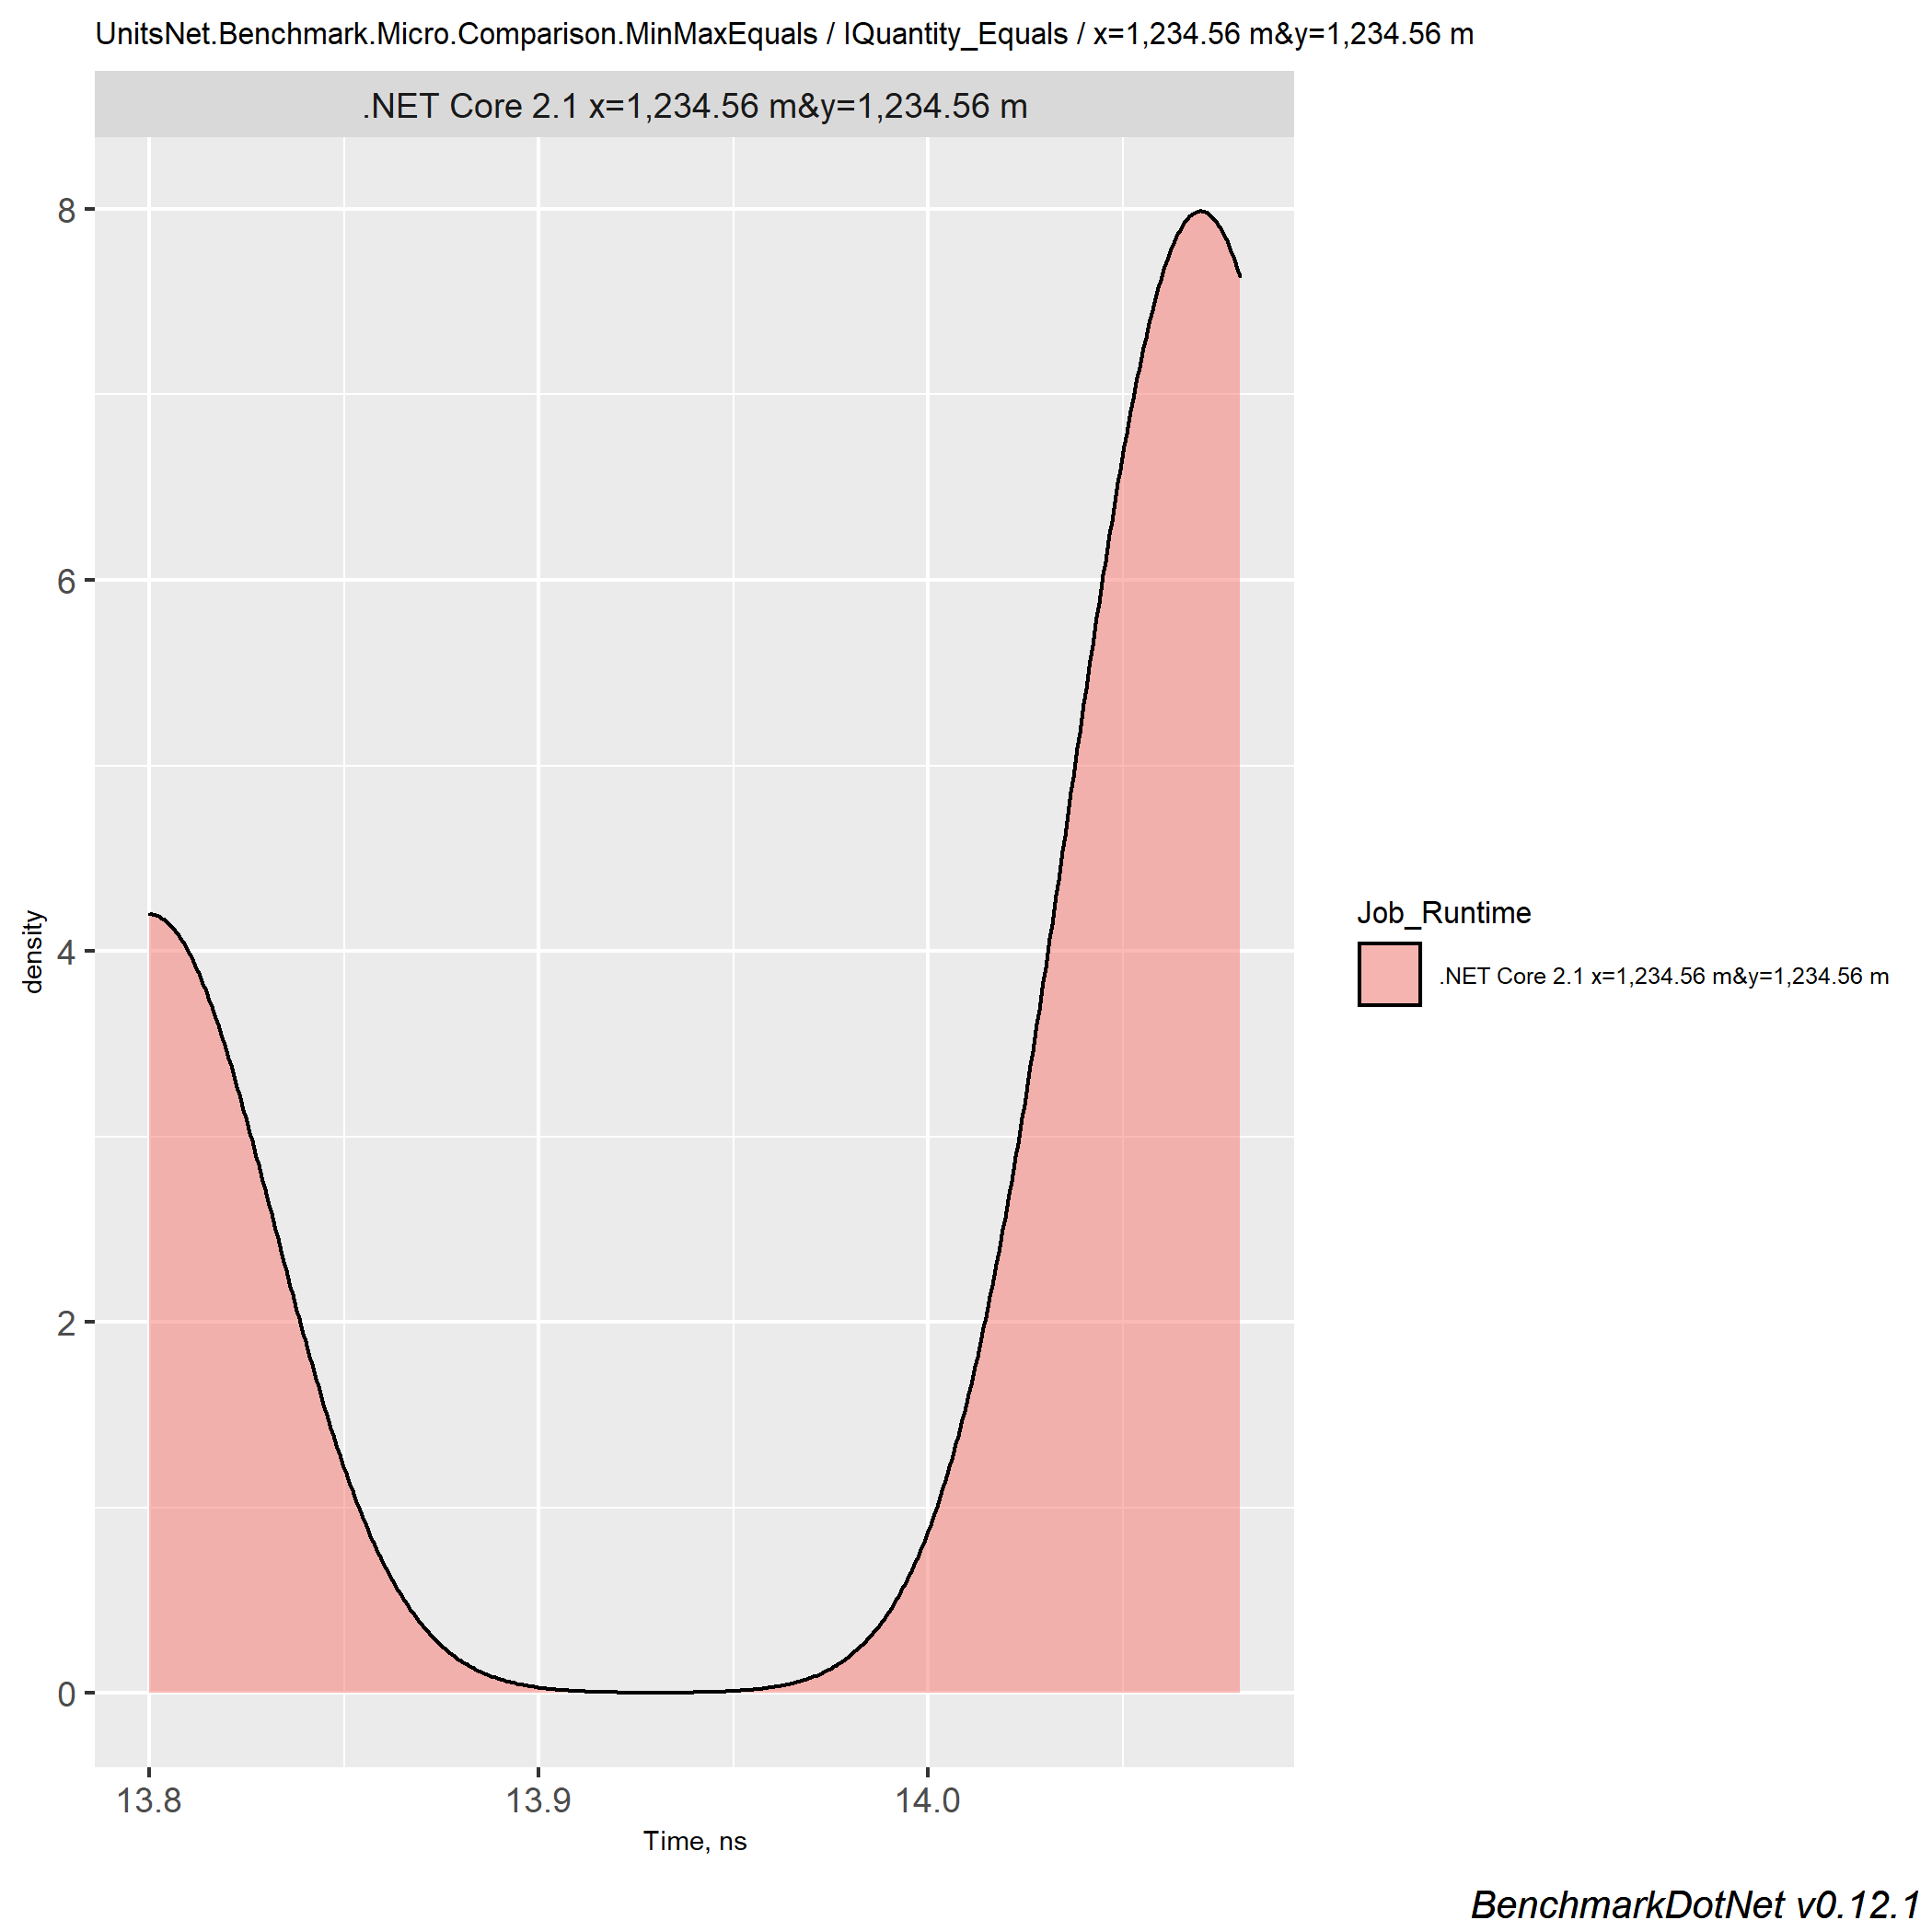 UnitsNet.Benchmark.Micro.Comparison.MinMaxEquals / IQuantity_Equals / x=1,234.56 m&y=1,234.56 m
.NET Core 2.1 x=1,234.56 m&y=1,234.56 m
8
6
4
2
0
density
13.8 13.9 14.0
Time, ns
Job_Runtime
.NET Core 2.1 x=1,234.56 m&y=1,234.56 m
BenchmarkDotNet v0.12.1